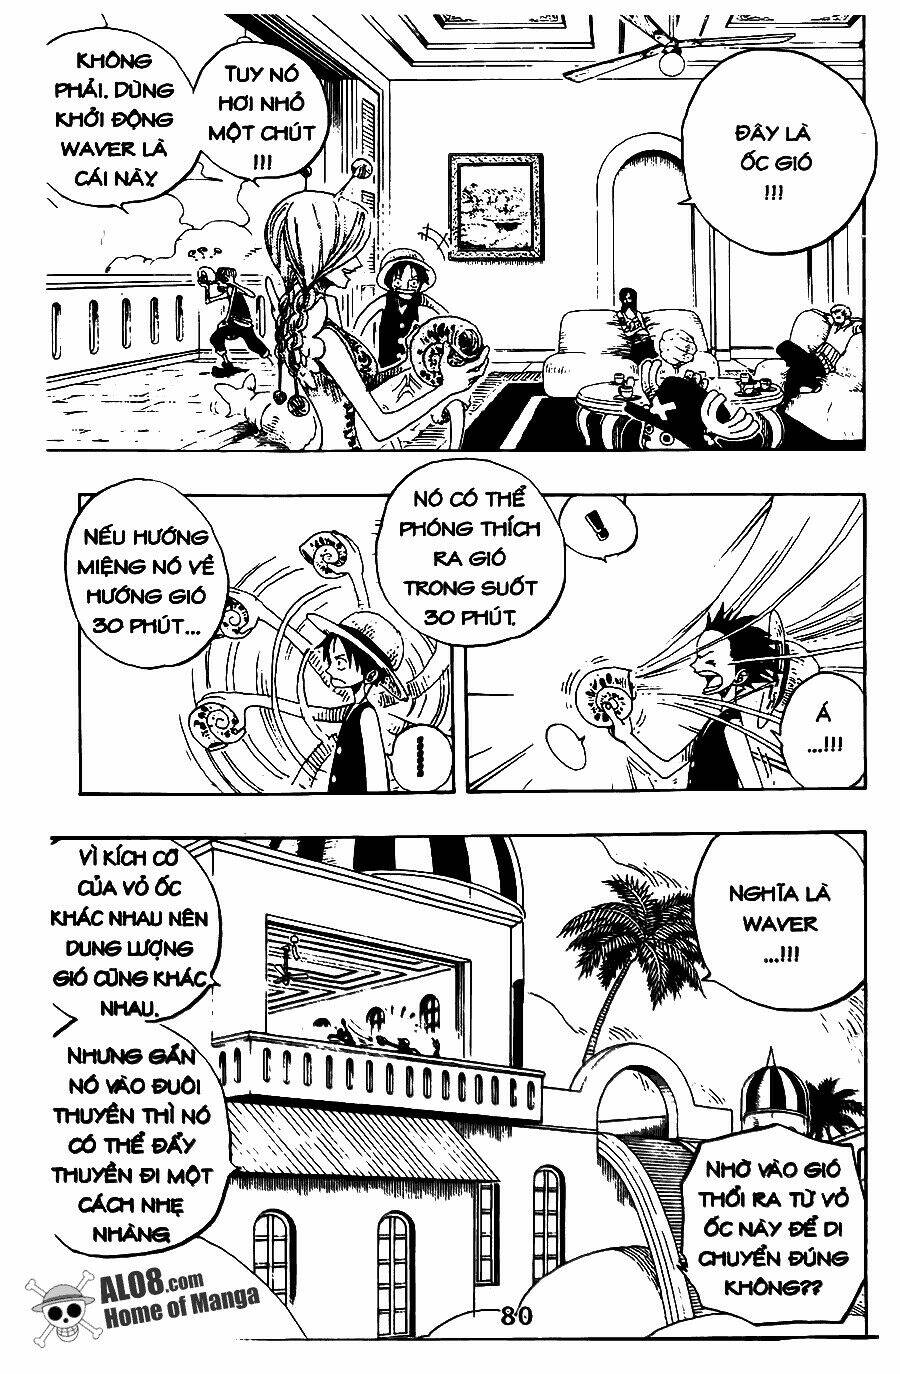 KHÔNG
PHẢI. DÙNG
KHỞI ĐỘNG
WAVER LÀ
CÁI NÀY.
TUY NÓ
HƠI NHỎ
MỘT CHÚT
!!!
ĐÂY LÀ
ỐC GIÓ
!!!
NẾU HƯỚNG
MIỆNG NÓ VỀ
HƯỚNG GIÓ
30 PHÚT...
NÓ CÓ THỂ
PHÓNG THÍCH
RA GIÓ
TRONG SUỐT
30 PHÚT.
!
Á
...!!!
VÌ KÍCH CỠ
CỦA VỎ ỐC
KHÁC NHAU NÊN
DUNG LƯỢNG
GIÓ CŨNG KHÁC
NHAU.
NHƯNG GẮN
NÓ VÀO ĐUÔI
THUYỀN THÌ NÓ
CÓ THỂ ĐẨY
THUYỀN ĐI MỘT
CÁCH NHẸ
NHÀNG.
NGHĨA LÀ
WAVER
...!!!
NHỜ VÀO GIÓ
THỔI RA TỪ VỎ
ỐC NÀY ĐỂ DI
CHUYỂN ĐÚNG
KHÔNG??
ALO8.com
Home of Manga
80